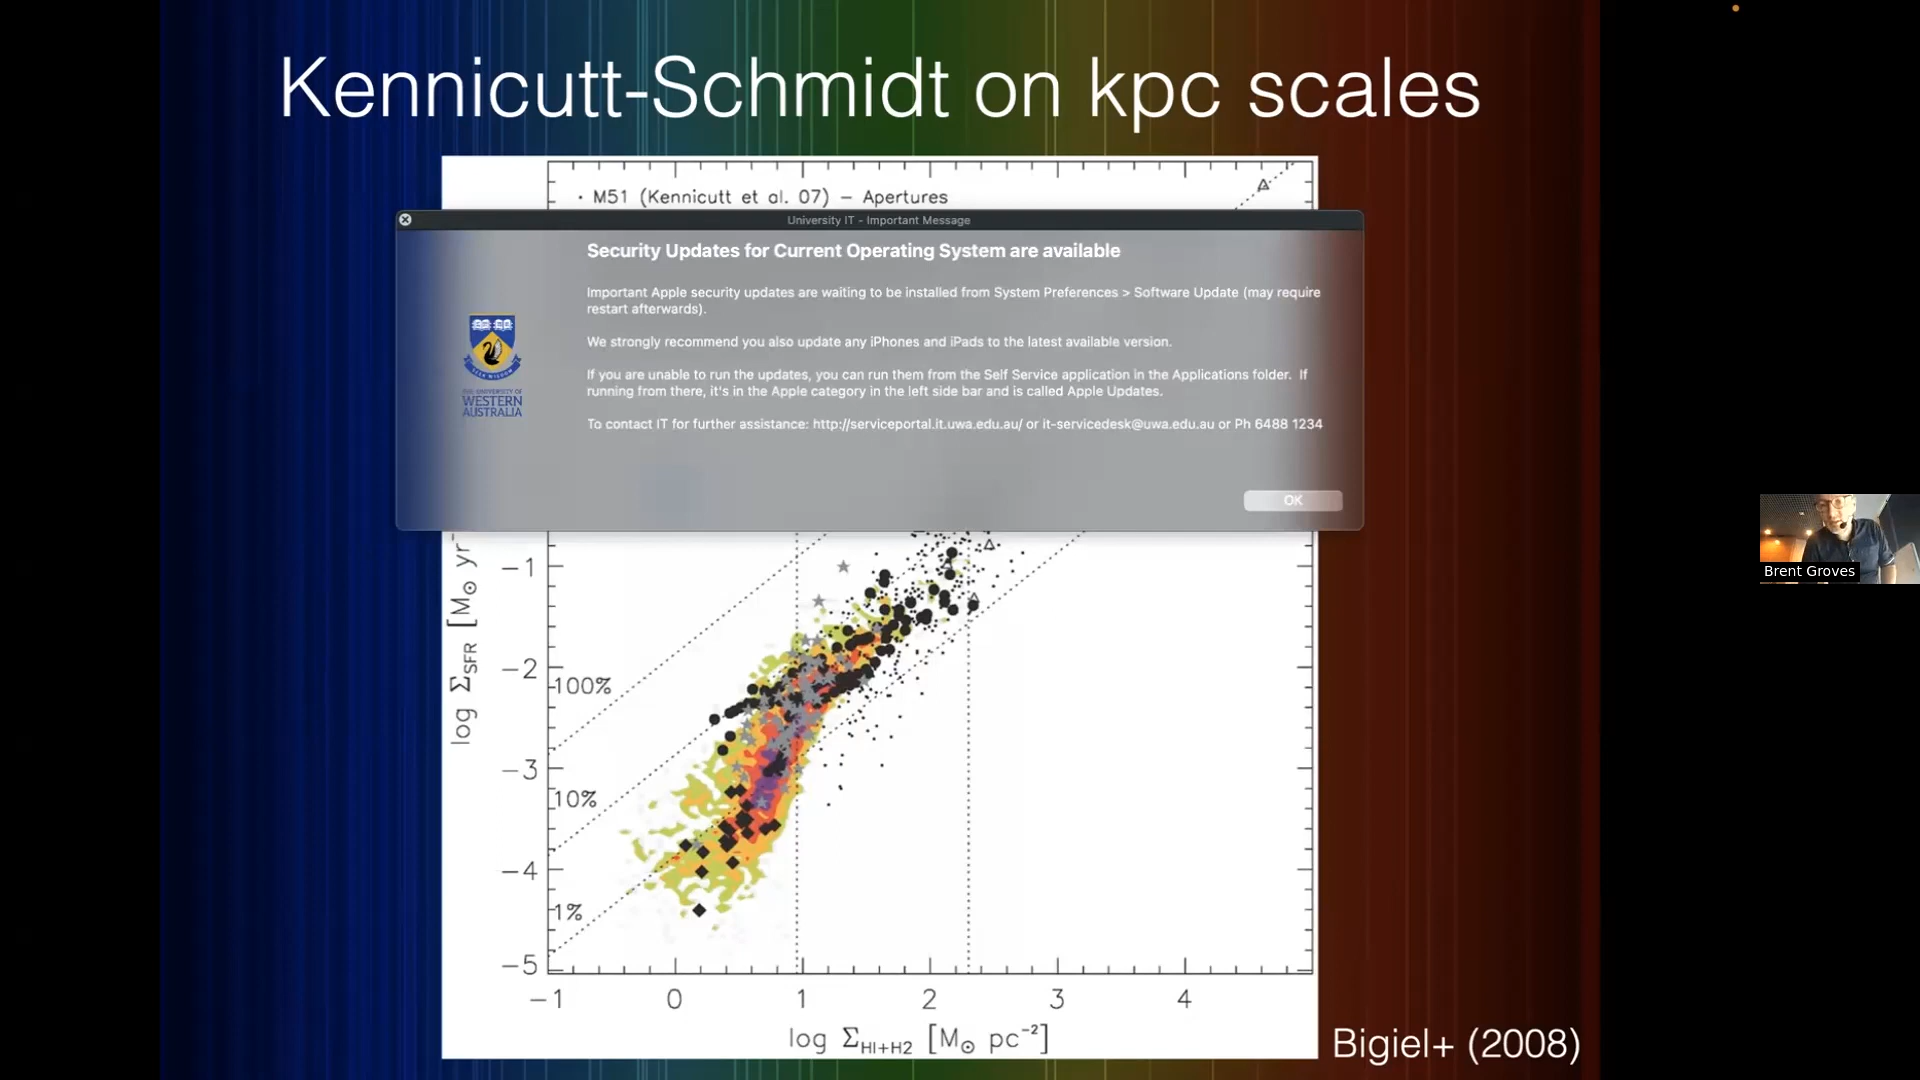 Kennicutt-Schmidt on kpc scales
• M51 (Kennicutt et al. 07) – Apertures
University IT - Important Message
Security Updates for Current Operating System are available
Important Apple security updates are waiting to be installed from System Preferences > Software Update (may require
restart afterwards).
We strongly recommend you also update any iPhones and iPads to the latest available version.
If you are unable to run the updates, you can run them from the Self Service application in the Applications folder. If
running from there, it's in the Apple category in the left side bar and is called Apple Updates.
To contact IT for further assistance: http://serviceportal.it.uwa.edu.au/ or it-servicedesk@uwa.edu.au or Ph 6488 1234
SEEK WISDOM
THE UNIVERSITY OF
WESTERN
AUSTRALIA
OK
log Σ_SFR [M⊙ yr⁻
−1
−2
−3
−4
−5
100%
10%
1%
−1 0 1 2 3 4
log Σ_HI+H2 [M⊙ pc⁻²]
Bigiel+ (2008)
Brent Groves